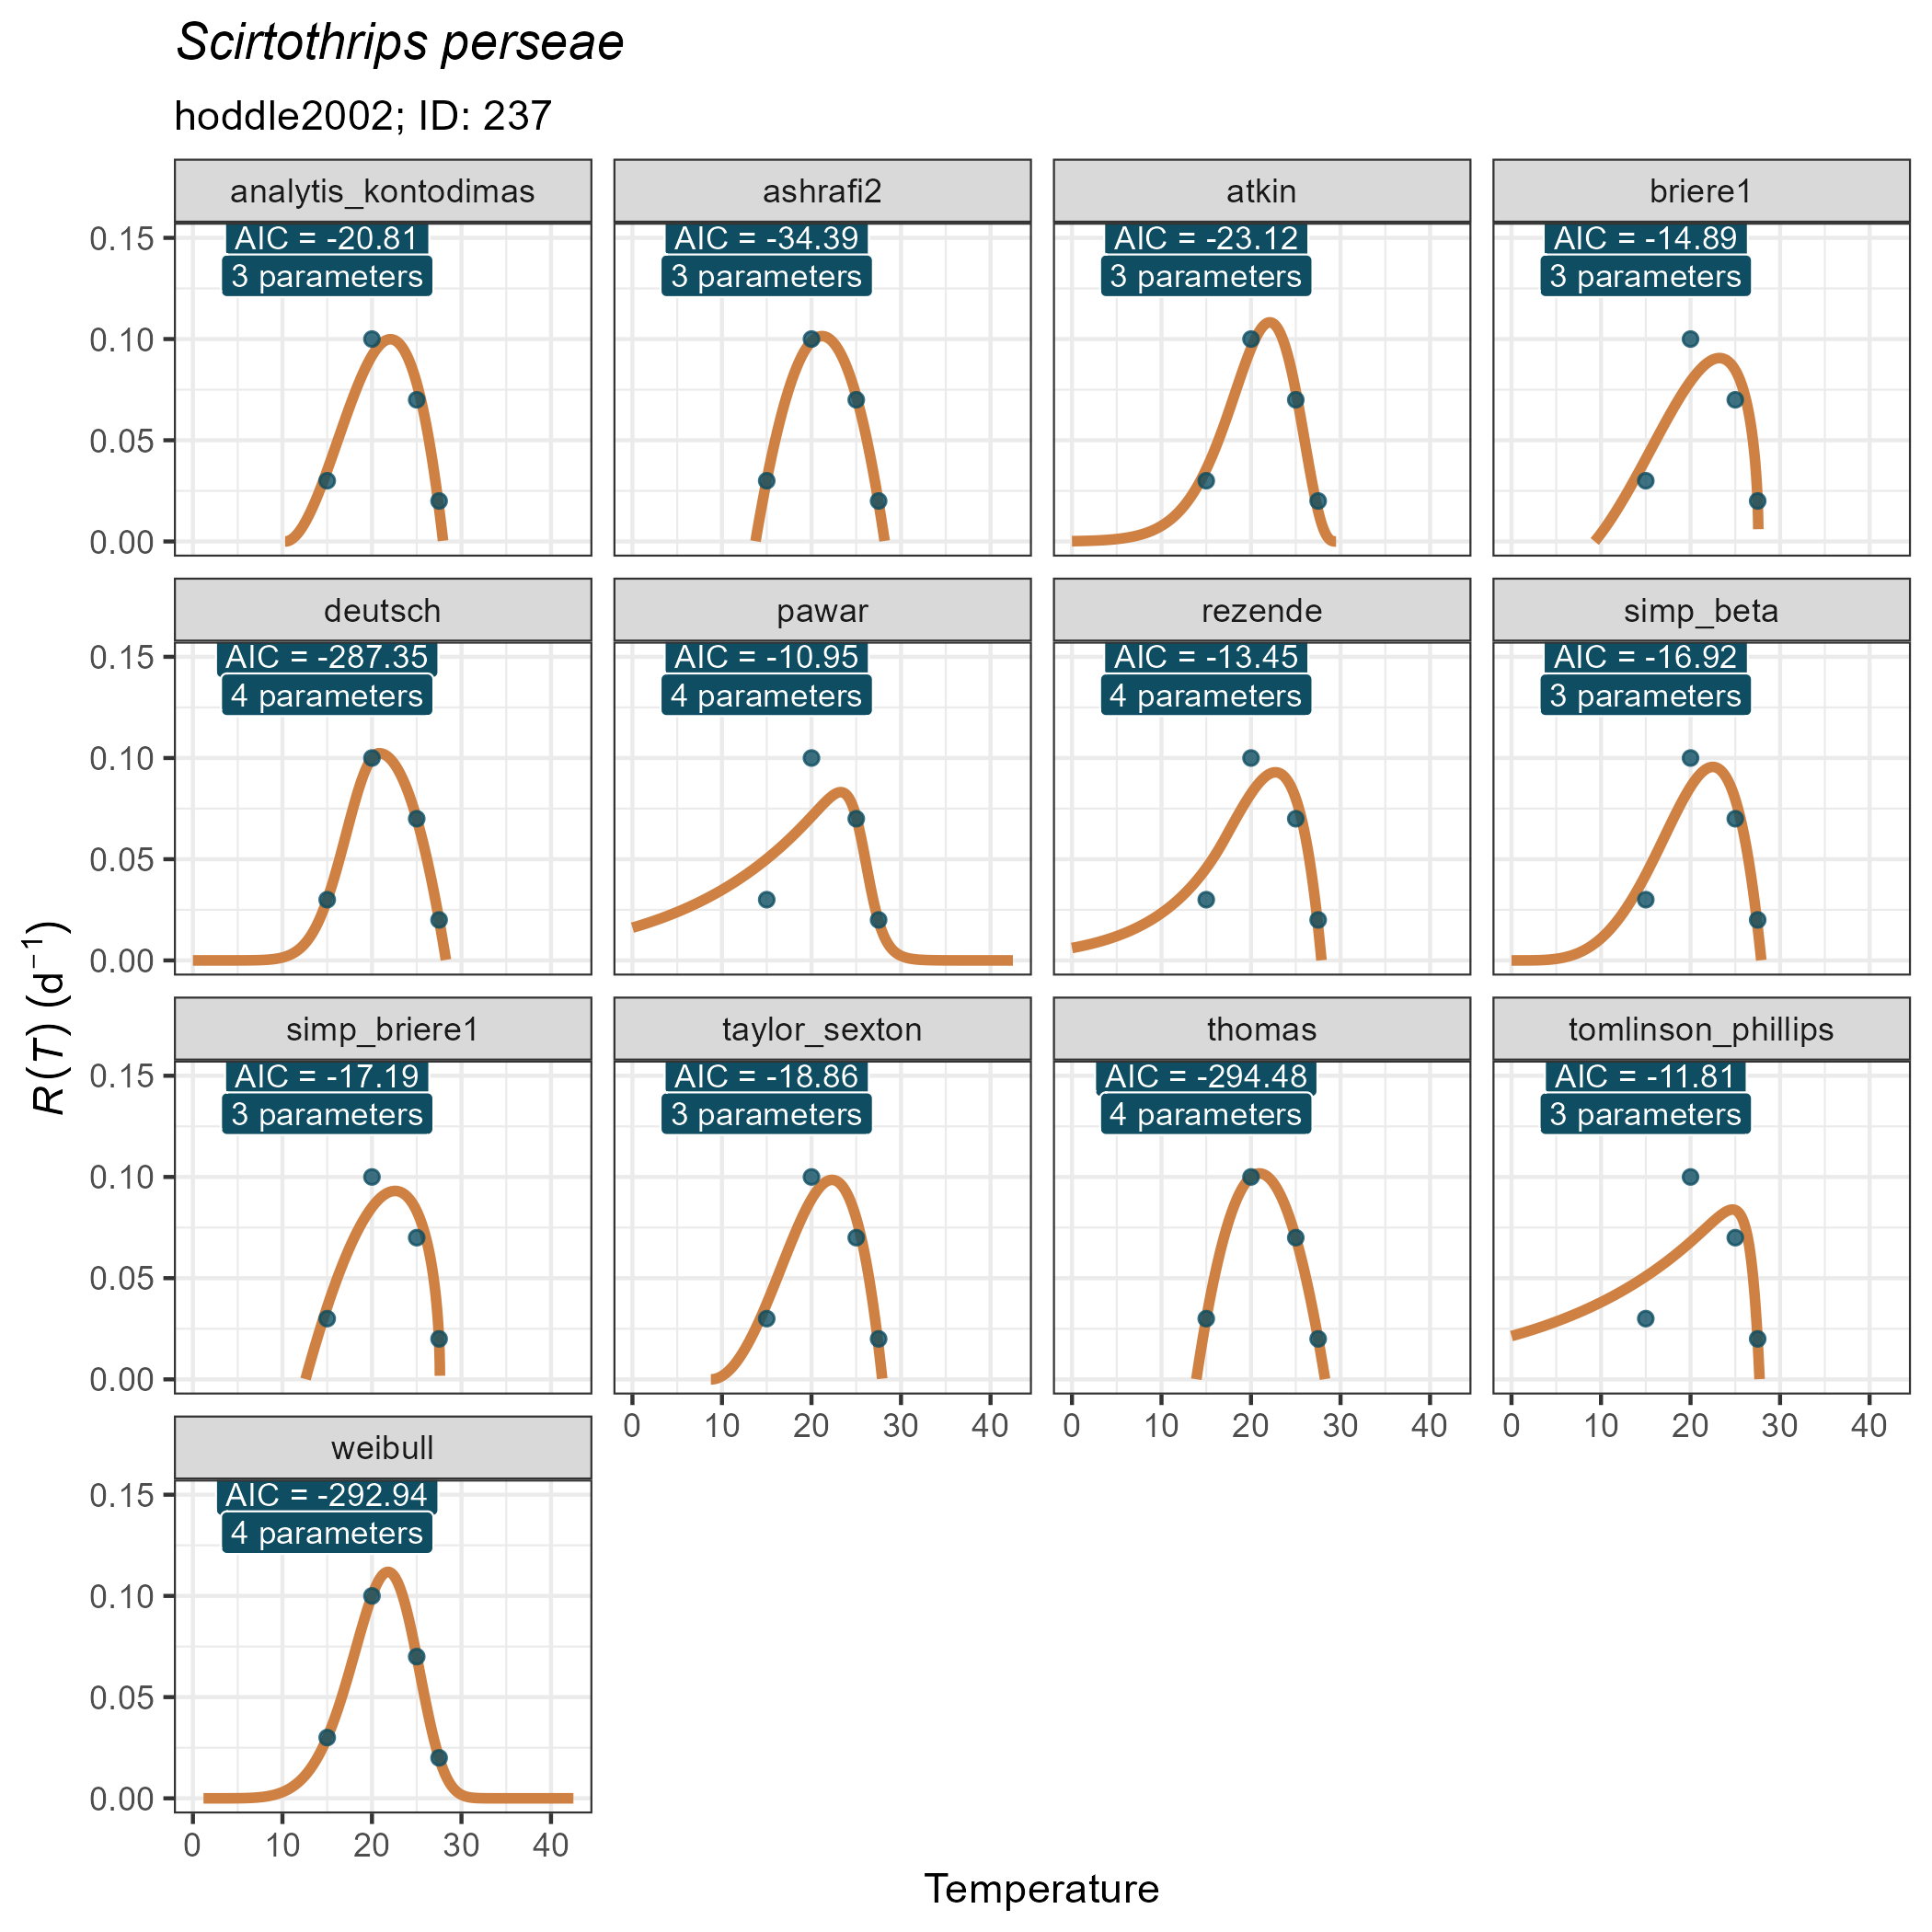 Scirtothrips perseae
hoddle2002; ID: 237
analytis_kontodimas ashrafi2 atkin briere1
0.15 AIC = -20.81 AIC = -34.39 AIC = -23.12 AIC = -14.89
3 parameters 3 parameters 3 parameters 3 parameters
0.10
0.05
0.00
deutsch pawar rezende simp_beta
0.15 AIC = -287.35 AIC = -10.95 AIC = -13.45 AIC = -16.92
4 parameters 4 parameters 4 parameters 3 parameters
0.10
0.05
0.00
R(T) (d⁻¹)
simp_briere1 taylor_sexton thomas tomlinson_phillips
0.15 AIC = -17.19 AIC = -18.86 AIC = -294.48 AIC = -11.81
3 parameters 3 parameters 4 parameters 3 parameters
0.10
0.05
0.00
0 10 20 30 40 0 10 20 30 40 0 10 20 30 40
weibull
0.15 AIC = -292.94
4 parameters
0.10
0.05
0.00
0 10 20 30 40
Temperature